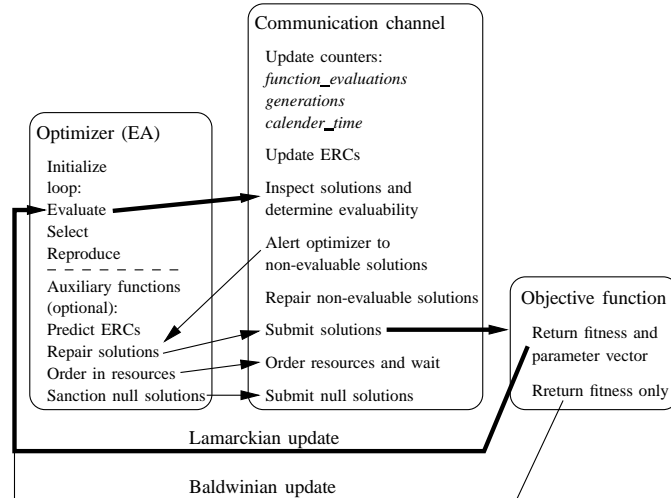 Communication channel
Update counters:
function_evaluations
generations
calender_time
Update ERCs
Inspect solutions and
determine evaluability
Alert optimizer to
non-evaluable solutions
Repair non-evaluable solutions
Submit solutions
Order resources and wait
Submit null solutions
Optimizer (EA)
Initialize
loop:
Evaluate
Select
Reproduce
Auxiliary functions
(optional):
Predict ERCs
Repair solutions
Order in resources
Sanction null solutions
Objective function
Return fitness and
parameter vector
Rreturn fitness only
Lamarckian update
Baldwinian update